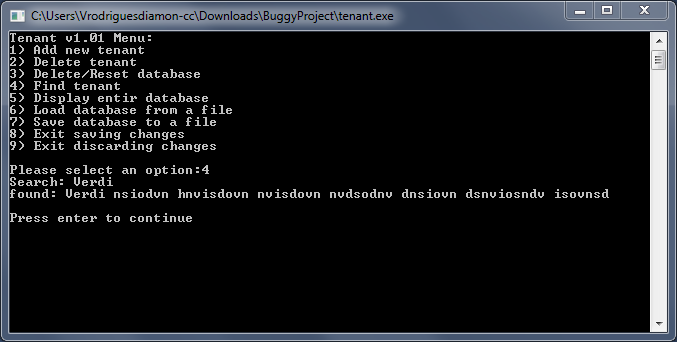 C:\Users\Vrodriguesdiamon-cc\Downloads\BuggyProject\tenant.exe
Tenant v1.01 Menu:
1) Add new tenant
2) Delete tenant
3) Delete/Reset database
4) Find tenant
5) Display entir database
6) Load database from a file
7) Save database to a file
8) Exit saving changes
9) Exit discarding changes
Please select an option:4
Search: Verdi
found: Verdi nsiodvn hnvisdovn nvisdovn nvdsodnv dnsiovn dsnviosndv isovnsd
Press enter to continue